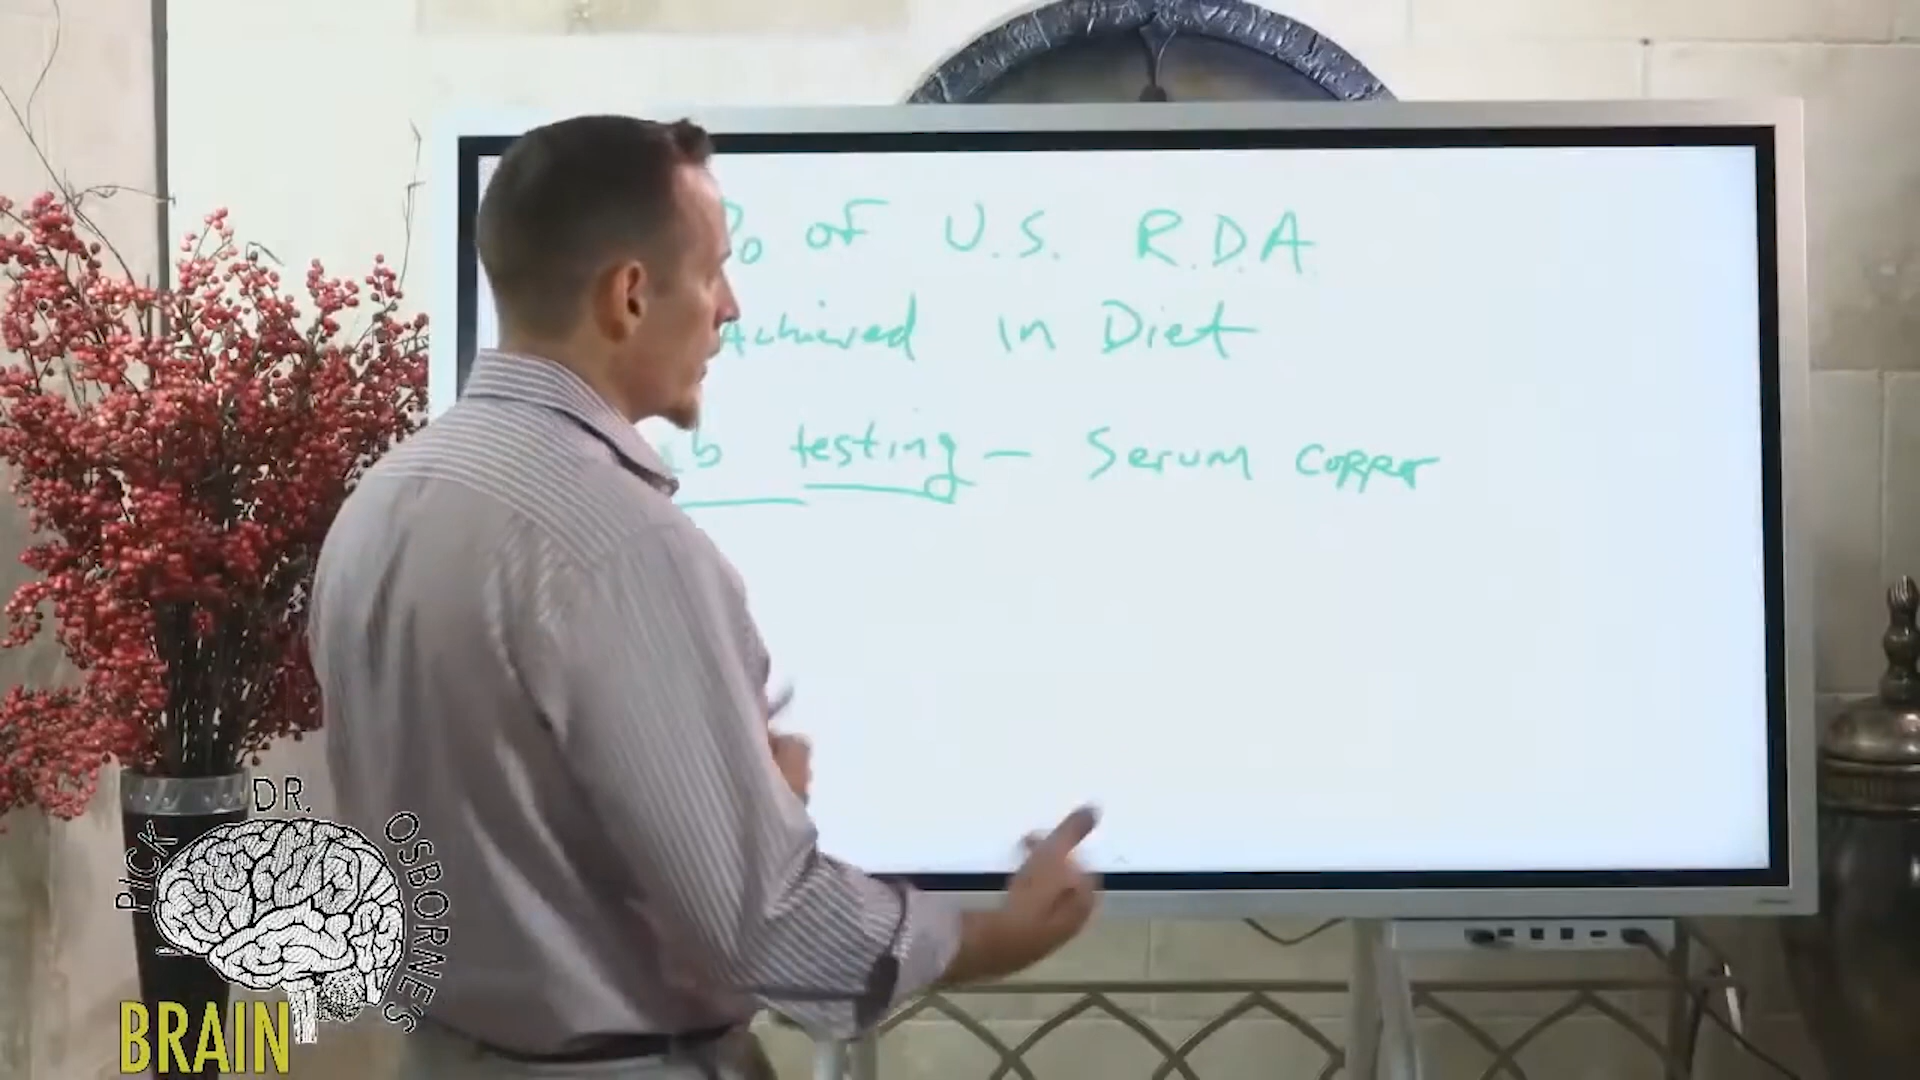 % of U.S. R.D.A.
Achieved in Diet
testing - Serum copper
PICK DR. OSBORNE'S
BRAIN